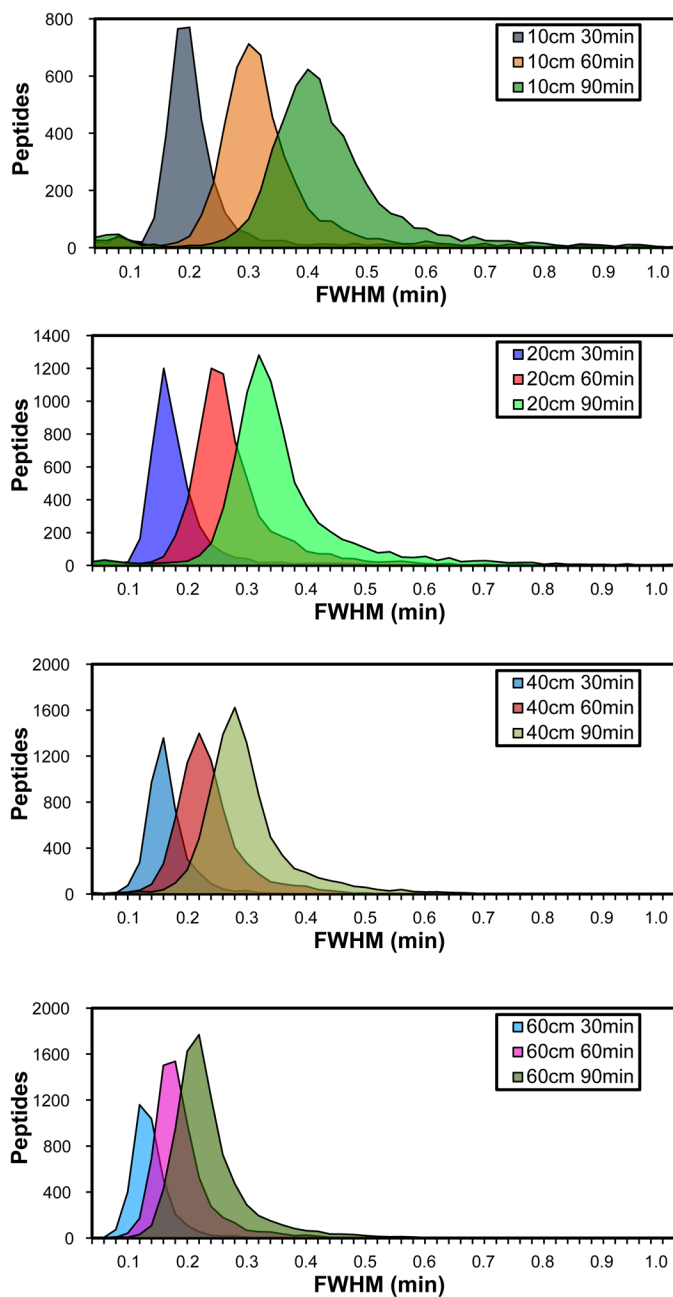 800
600
400
200
0
Peptides
10cm 30min
10cm 60min
10cm 90min
0.1 0.2 0.3 0.4 0.5 0.6 0.7 0.8 0.9 1.0
FWHM (min)
1400
1200
1000
800
600
400
200
0
Peptides
20cm 30min
20cm 60min
20cm 90min
0.1 0.2 0.3 0.4 0.5 0.6 0.7 0.8 0.9 1.0
FWHM (min)
2000
1600
1200
800
400
0
Peptides
40cm 30min
40cm 60min
40cm 90min
0.1 0.2 0.3 0.4 0.5 0.6 0.7 0.8 0.9 1.0
FWHM (min)
2000
1600
1200
800
400
0
Peptides
60cm 30min
60cm 60min
60cm 90min
0.1 0.2 0.3 0.4 0.5 0.6 0.7 0.8 0.9 1.0
FWHM (min)